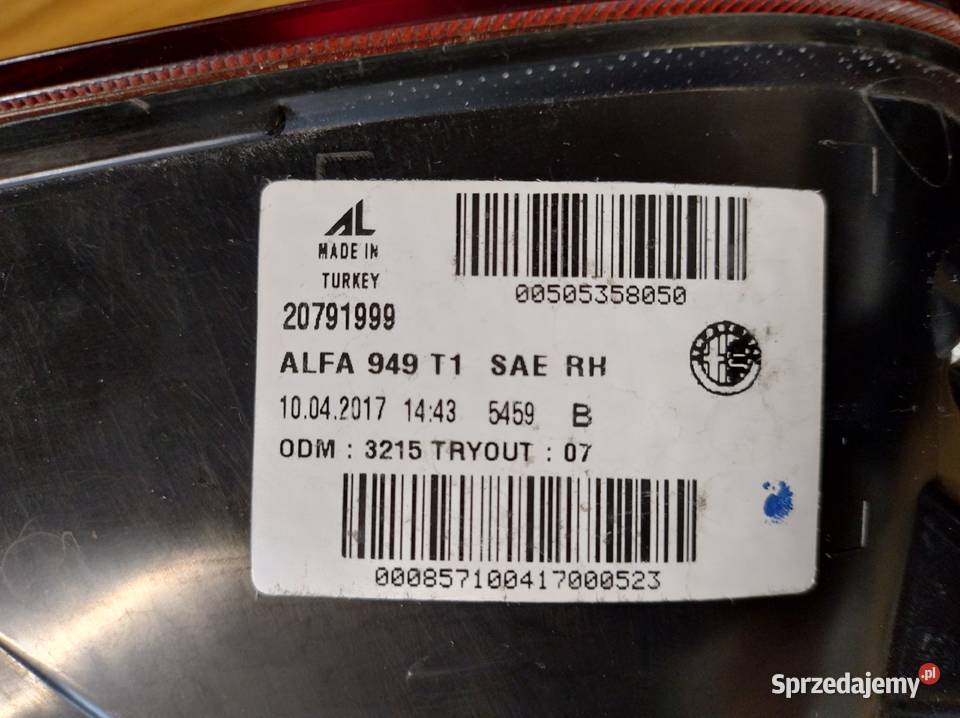 AL
MADE IN
TURKEY
00505358050
20791999
ALFA 949 T1 SAE RH
10.04.2017 14:43 5459 B
ODM : 3215 TRYOUT : 07
000857100417000523
Sprzedajemy.pl